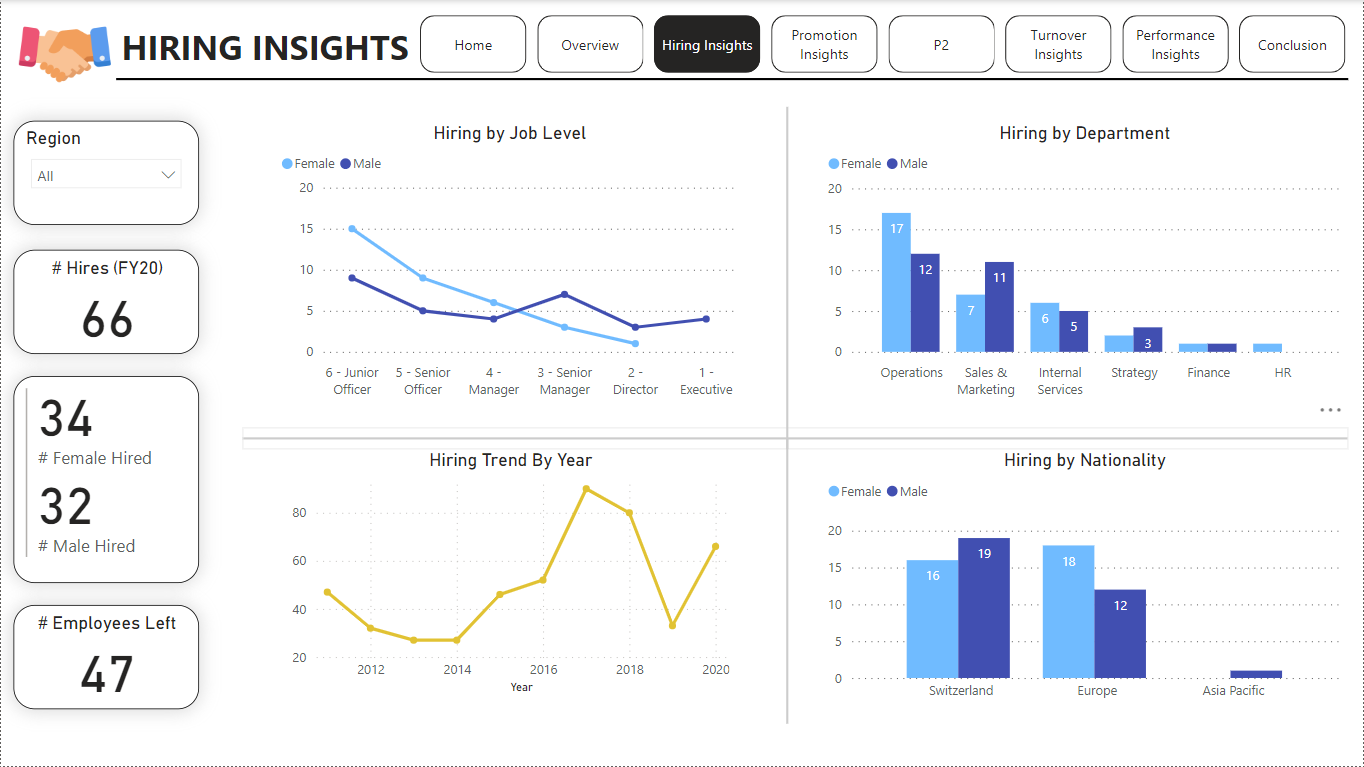 HIRING INSIGHTS
Home
Overview
Hiring Insights
Promotion
Insights
P2
Turnover
Insights
Performance
Insights
Conclusion
Region
All
# Hires (FY20)
66
34
# Female Hired
32
# Male Hired
# Employees Left
47
Hiring by Job Level
Female Male
20
15
10
5
0
6 - Junior
Officer
5 - Senior
Officer
4 -
Manager
3 - Senior
Manager
2 -
Director
1 -
Executive
Hiring by Department
Female Male
20
15
10
5
0
17
12
7
11
6
5
3
Operations
Sales &
Marketing
Internal
Services
Strategy
Finance
HR
Hiring Trend By Year
80
60
40
20
2012 2014 2016 2018 2020
Year
Hiring by Nationality
Female Male
20
15
10
5
0
16
19
18
12
Switzerland Europe Asia Pacific